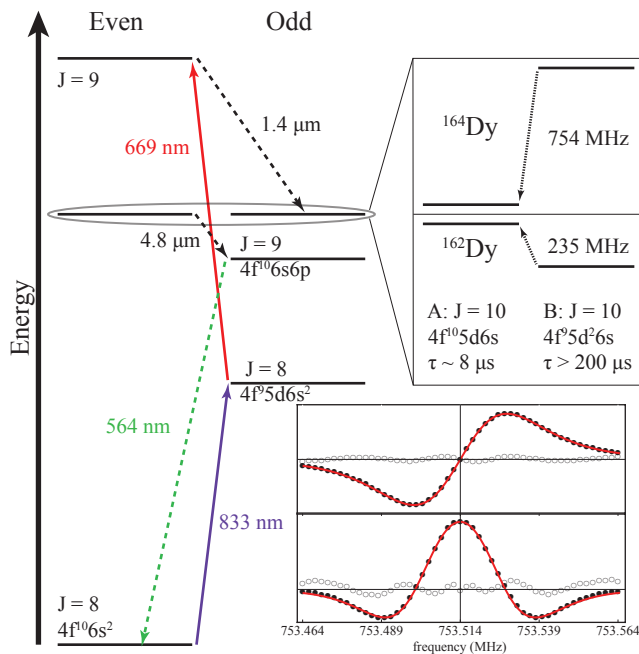 Even
Odd
J = 9
669 nm
1.4 µm
4.8 µm
J = 9
4f¹⁰6s6p
J = 8
4f⁹5d6s²
564 nm
833 nm
J = 8
4f¹⁰6s²
Energy
¹⁶⁴Dy
754 MHz
¹⁶²Dy
235 MHz
A: J = 10
4f¹⁰5d6s
τ ~ 8 µs
B: J = 10
4f⁹5d²6s
τ > 200 µs
753.464
753.489
753.514
753.539
753.564
frequency (MHz)